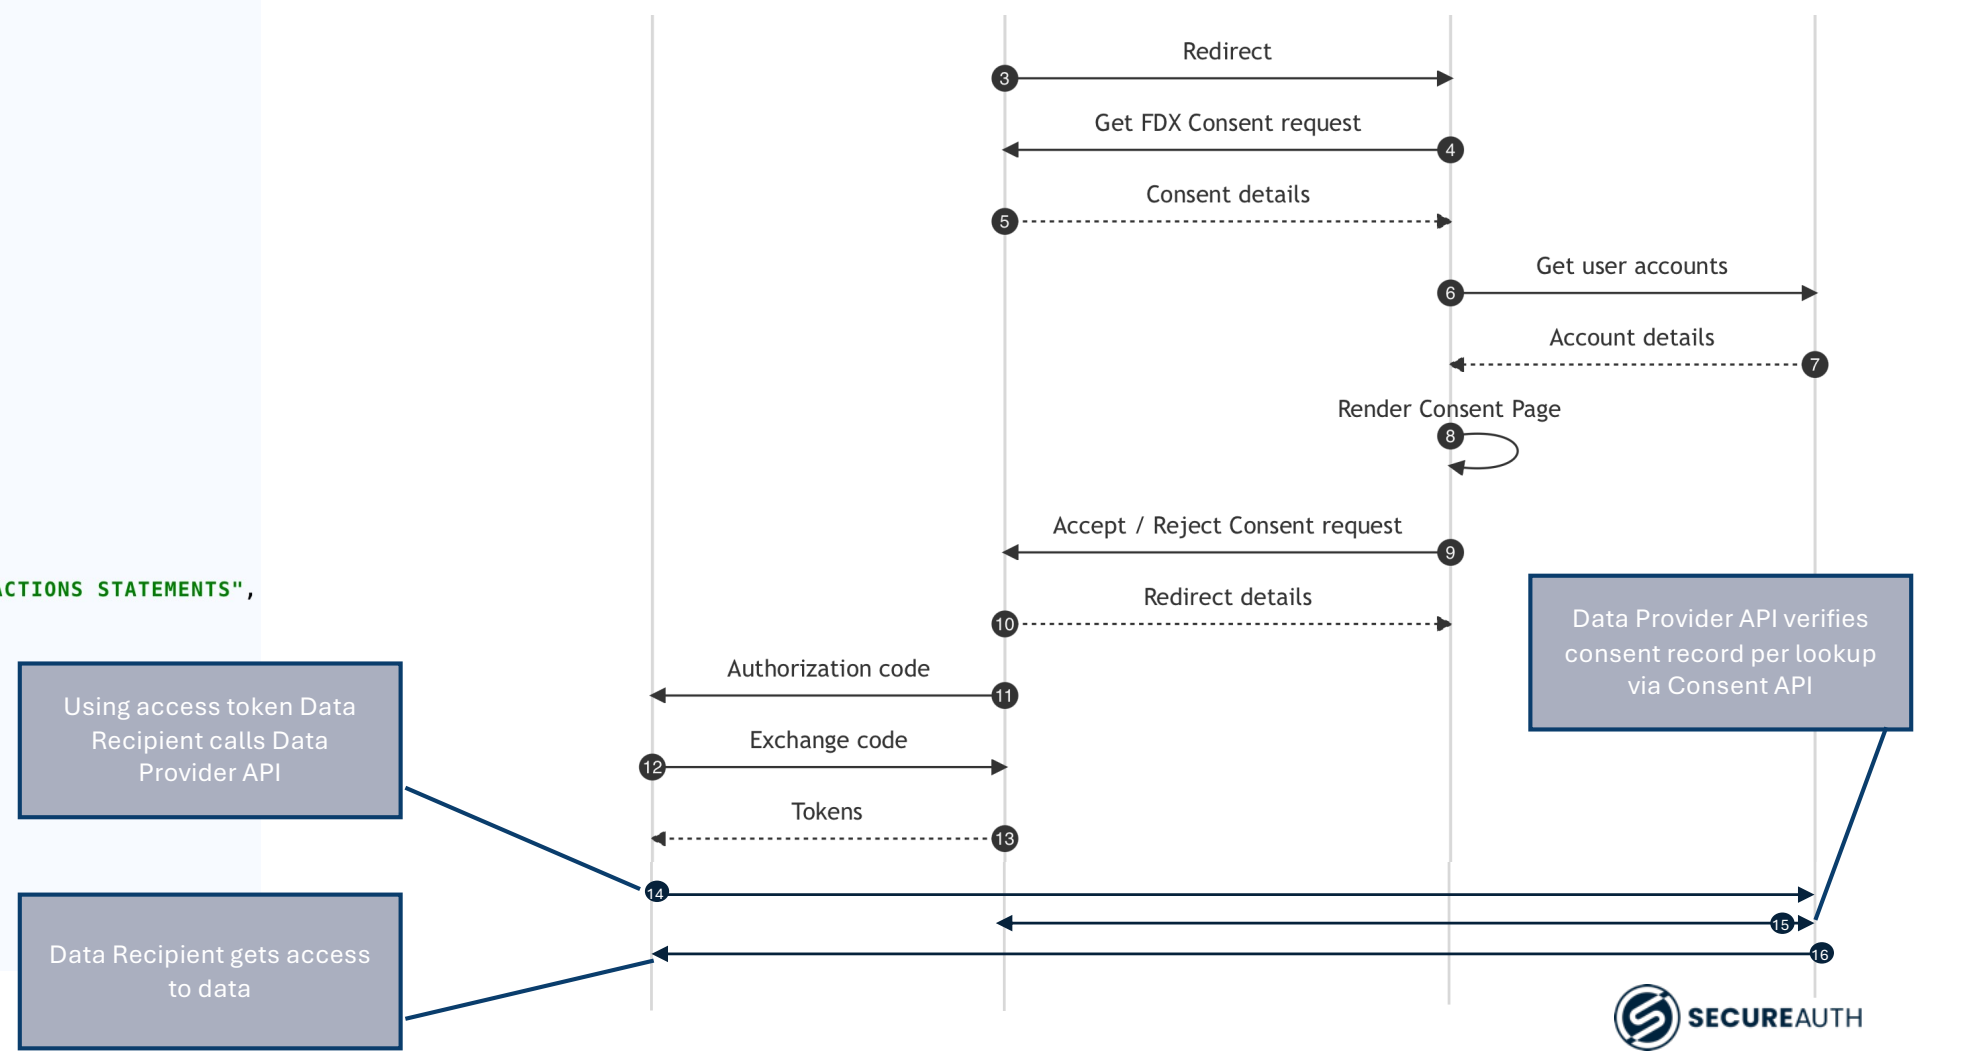 Redirect
3
Get FDX Consent request
4
Consent details
5
Get user accounts
6
Account details
7
Render Consent Page
8
Accept / Reject Consent request
9
ACTIONS STATEMENTS",
Redirect details
10
Data Provider API verifies
consent record per lookup
via Consent API
Authorization code
11
Using access token Data
Recipient calls Data
Provider API
Exchange code
12
Tokens
13
14
15
16
Data Recipient gets access
to data
SECUREAUTH